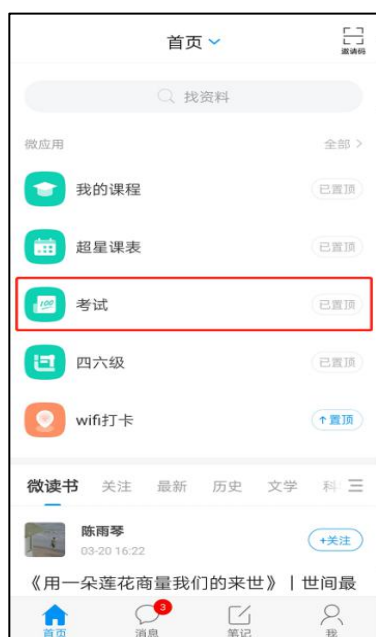 首页
邀请码
找资料
微应用 全部 >
我的课程 已置顶
超星课表 已置顶
100
考试 已置顶
四六级 已置顶
wifi打卡 ↑置顶
微读书 关注 最新 历史 文学 科
陈雨琴
03-20 16:22 +关注
《用一朵莲花商量我们的来世》丨世间最
3
首页 消息 笔记 我